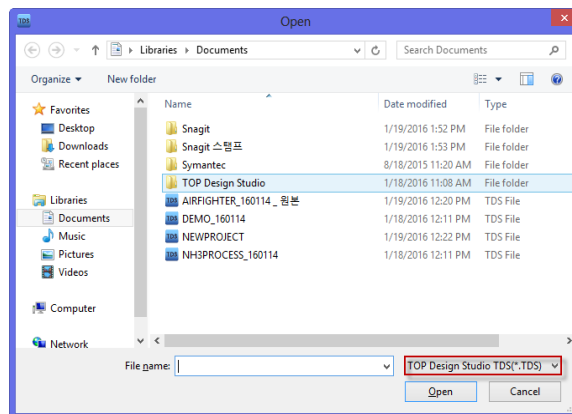 TDS Open
Libraries Documents Search Documents
Organize New folder
Name Date modified Type
Favorites
Desktop
Downloads
Recent places
Libraries
Documents
Music
Pictures
Videos
Computer
Network
Snagit 1/19/2016 1:52 PM File folder
Snagit 스탬프 1/19/2016 1:53 PM File folder
Symantec 8/18/2015 11:20 AM File folder
TOP Design Studio 1/18/2016 11:08 AM File folder
TDS AIRFIGHTER_160114 _ 원본 1/19/2016 12:20 PM TDS File
TDS DEMO_160114 1/18/2016 12:11 PM TDS File
TDS NEWPROJECT 1/19/2016 12:22 PM TDS File
TDS NH3PROCESS_160114 1/18/2016 12:11 PM TDS File
File name: TOP Design Studio TDS(*.TDS)
Open Cancel